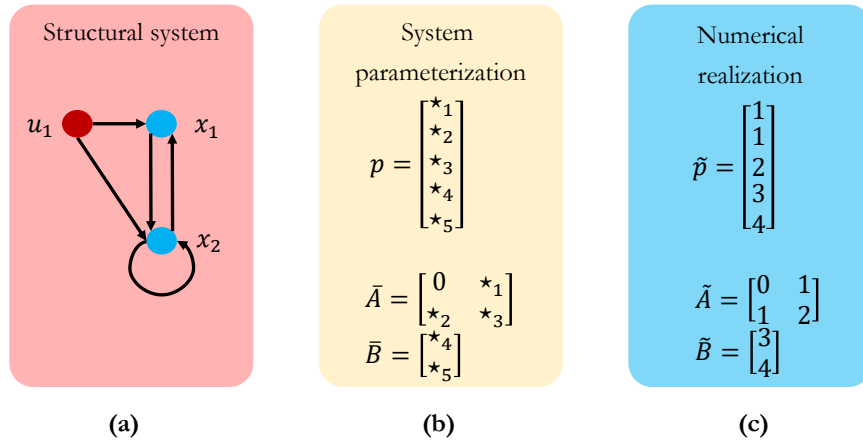 Structural system
u₁
x₁
x₂
(a)
System
parameterization
p = [⋆₁
⋆₂
⋆₃
⋆₄
⋆₅]
Ā = [0 ⋆₁
⋆₂ ⋆₃]
B̄ = [⋆₄
⋆₅]
(b)
Numerical
realization
p̃ = [1
1
2
3
4]
Ã = [0 1
1 2]
B̃ = [3
4]
(c)